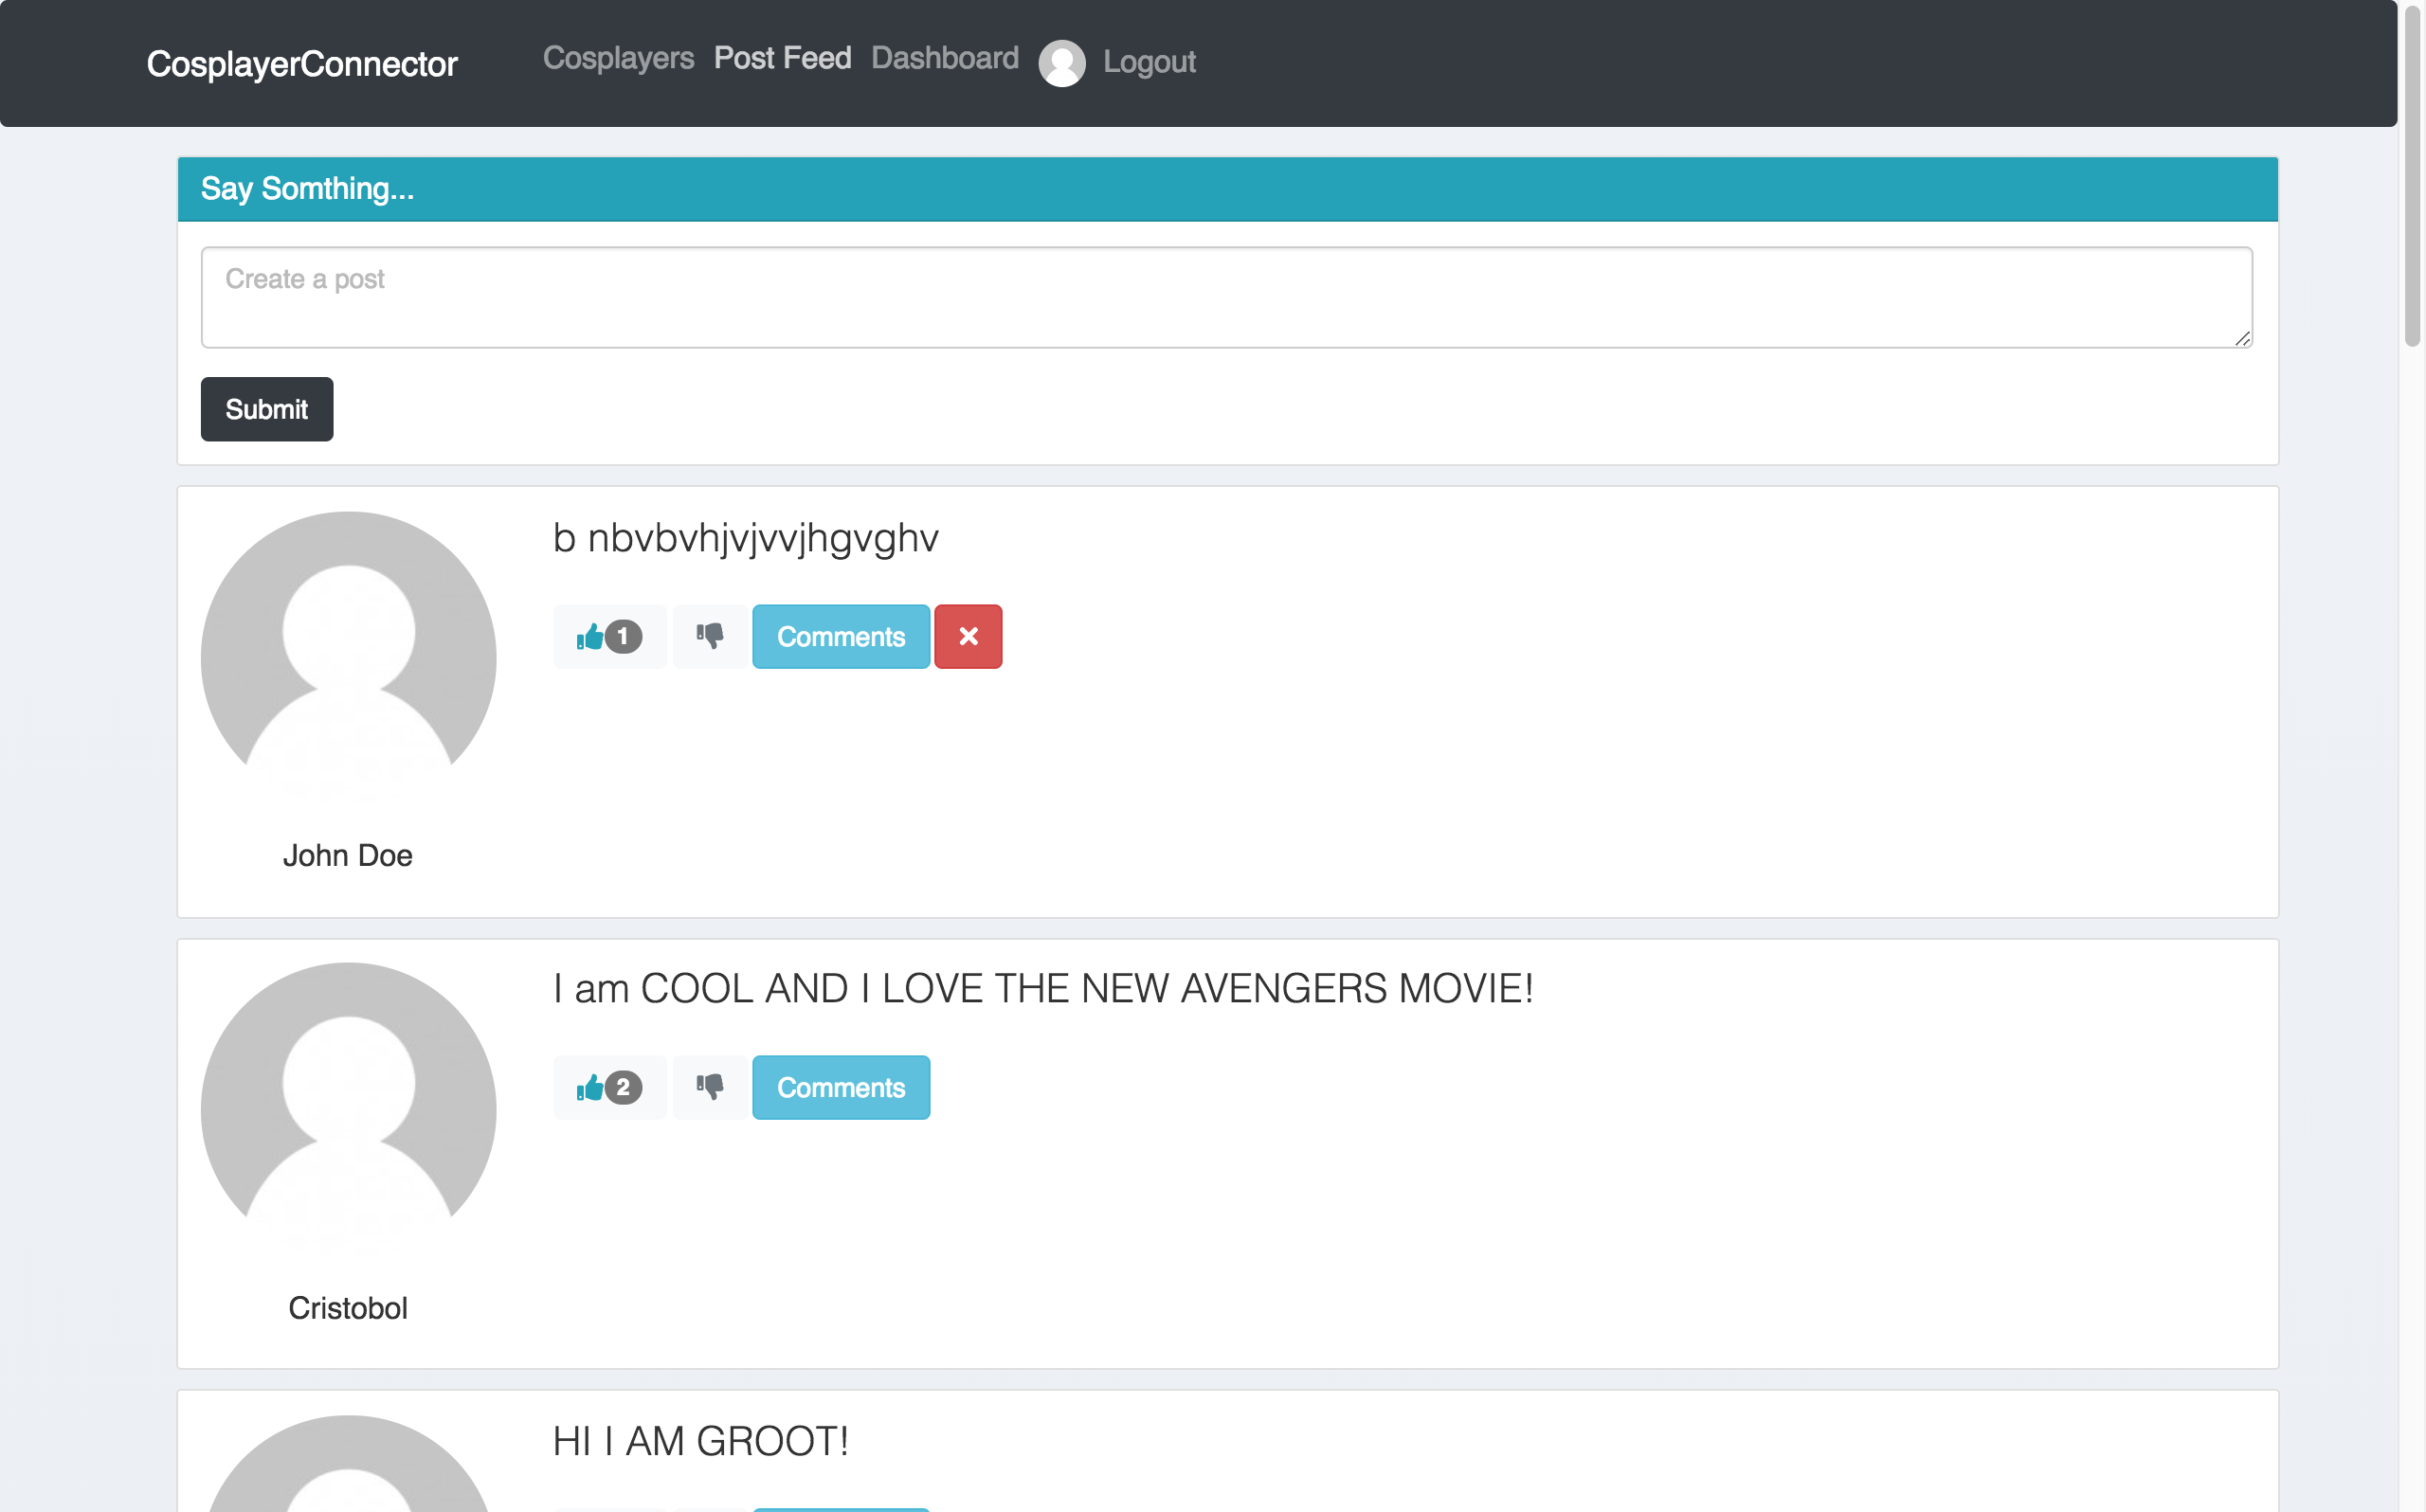 CosplayerConnector Cosplayers Post Feed Dashboard Logout
Say Somthing...
Create a post
Submit
b nbvbvhjvjvvjhgvghv
1 Comments
John Doe
I am COOL AND I LOVE THE NEW AVENGERS MOVIE!
2 Comments
Cristobol
HI I AM GROOT!